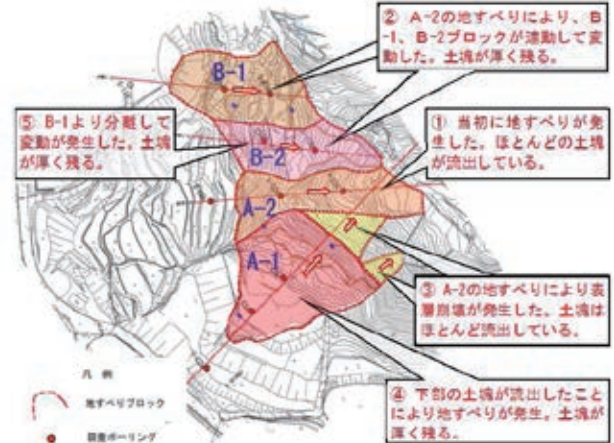 ② A-2の地すべりにより、B
-1、B-2ブロックが連動して変
動した。土塊が厚く残る。
B-1
⑤ B-1より分離して
変動が発生した。土塊
が厚く残る。
① 当初に地すべりが発
生した。ほとんどの土塊
が流出している。
B-2
A-2
A-1
③ A-2の地すべりにより表
層崩壊が発生した。土塊は
ほとんど流出している。
④ 下部の土塊が流出したこと
により地すべりが発生。土塊
が厚く残る。
凡 例
地すべりブロック
調査ボーリング